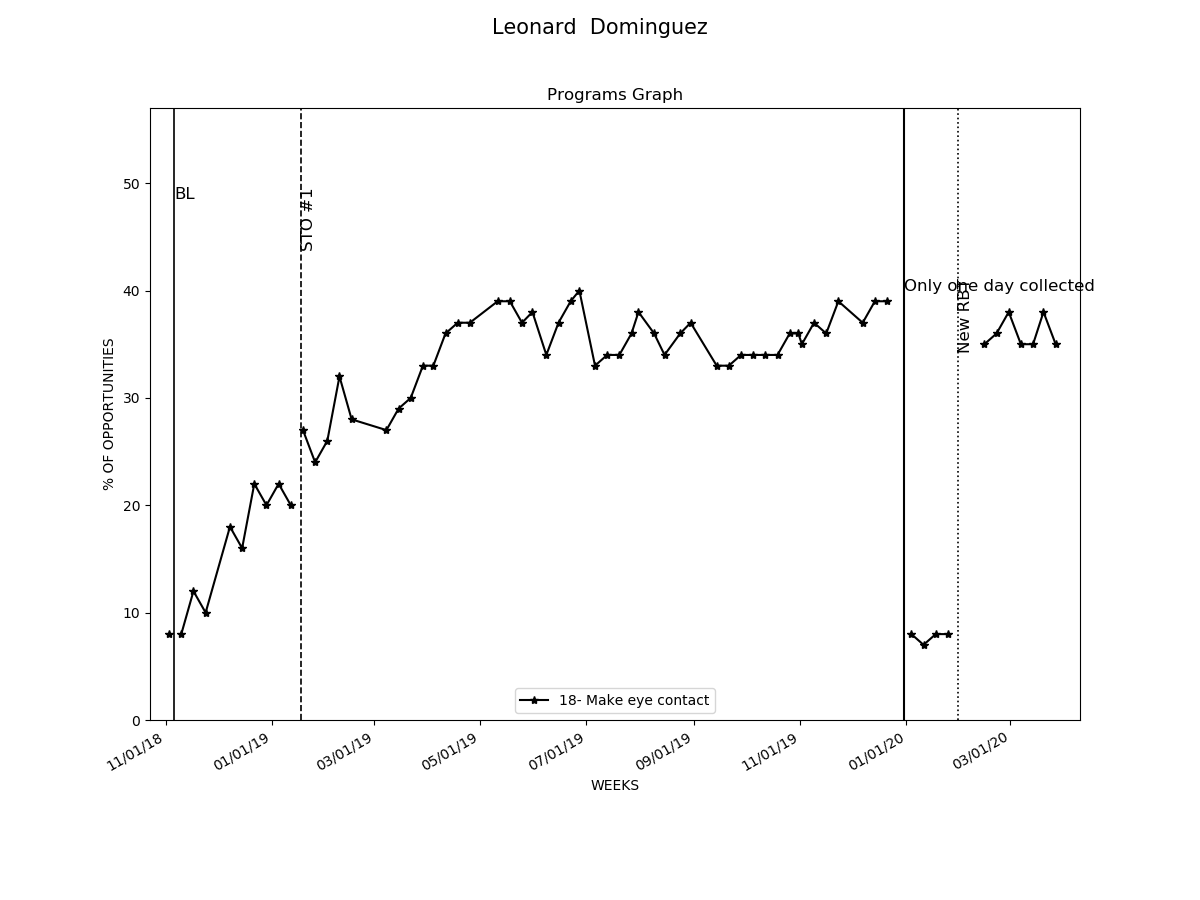 Leonard  Dominguez
Programs Graph
BL
STO #1
Only one day collected
New RBT
50
40
30
20
10
0
% OF OPPORTUNITIES
18- Make eye contact
11/01/18
01/01/19
03/01/19
05/01/19
07/01/19
09/01/19
11/01/19
01/01/20
03/01/20
WEEKS